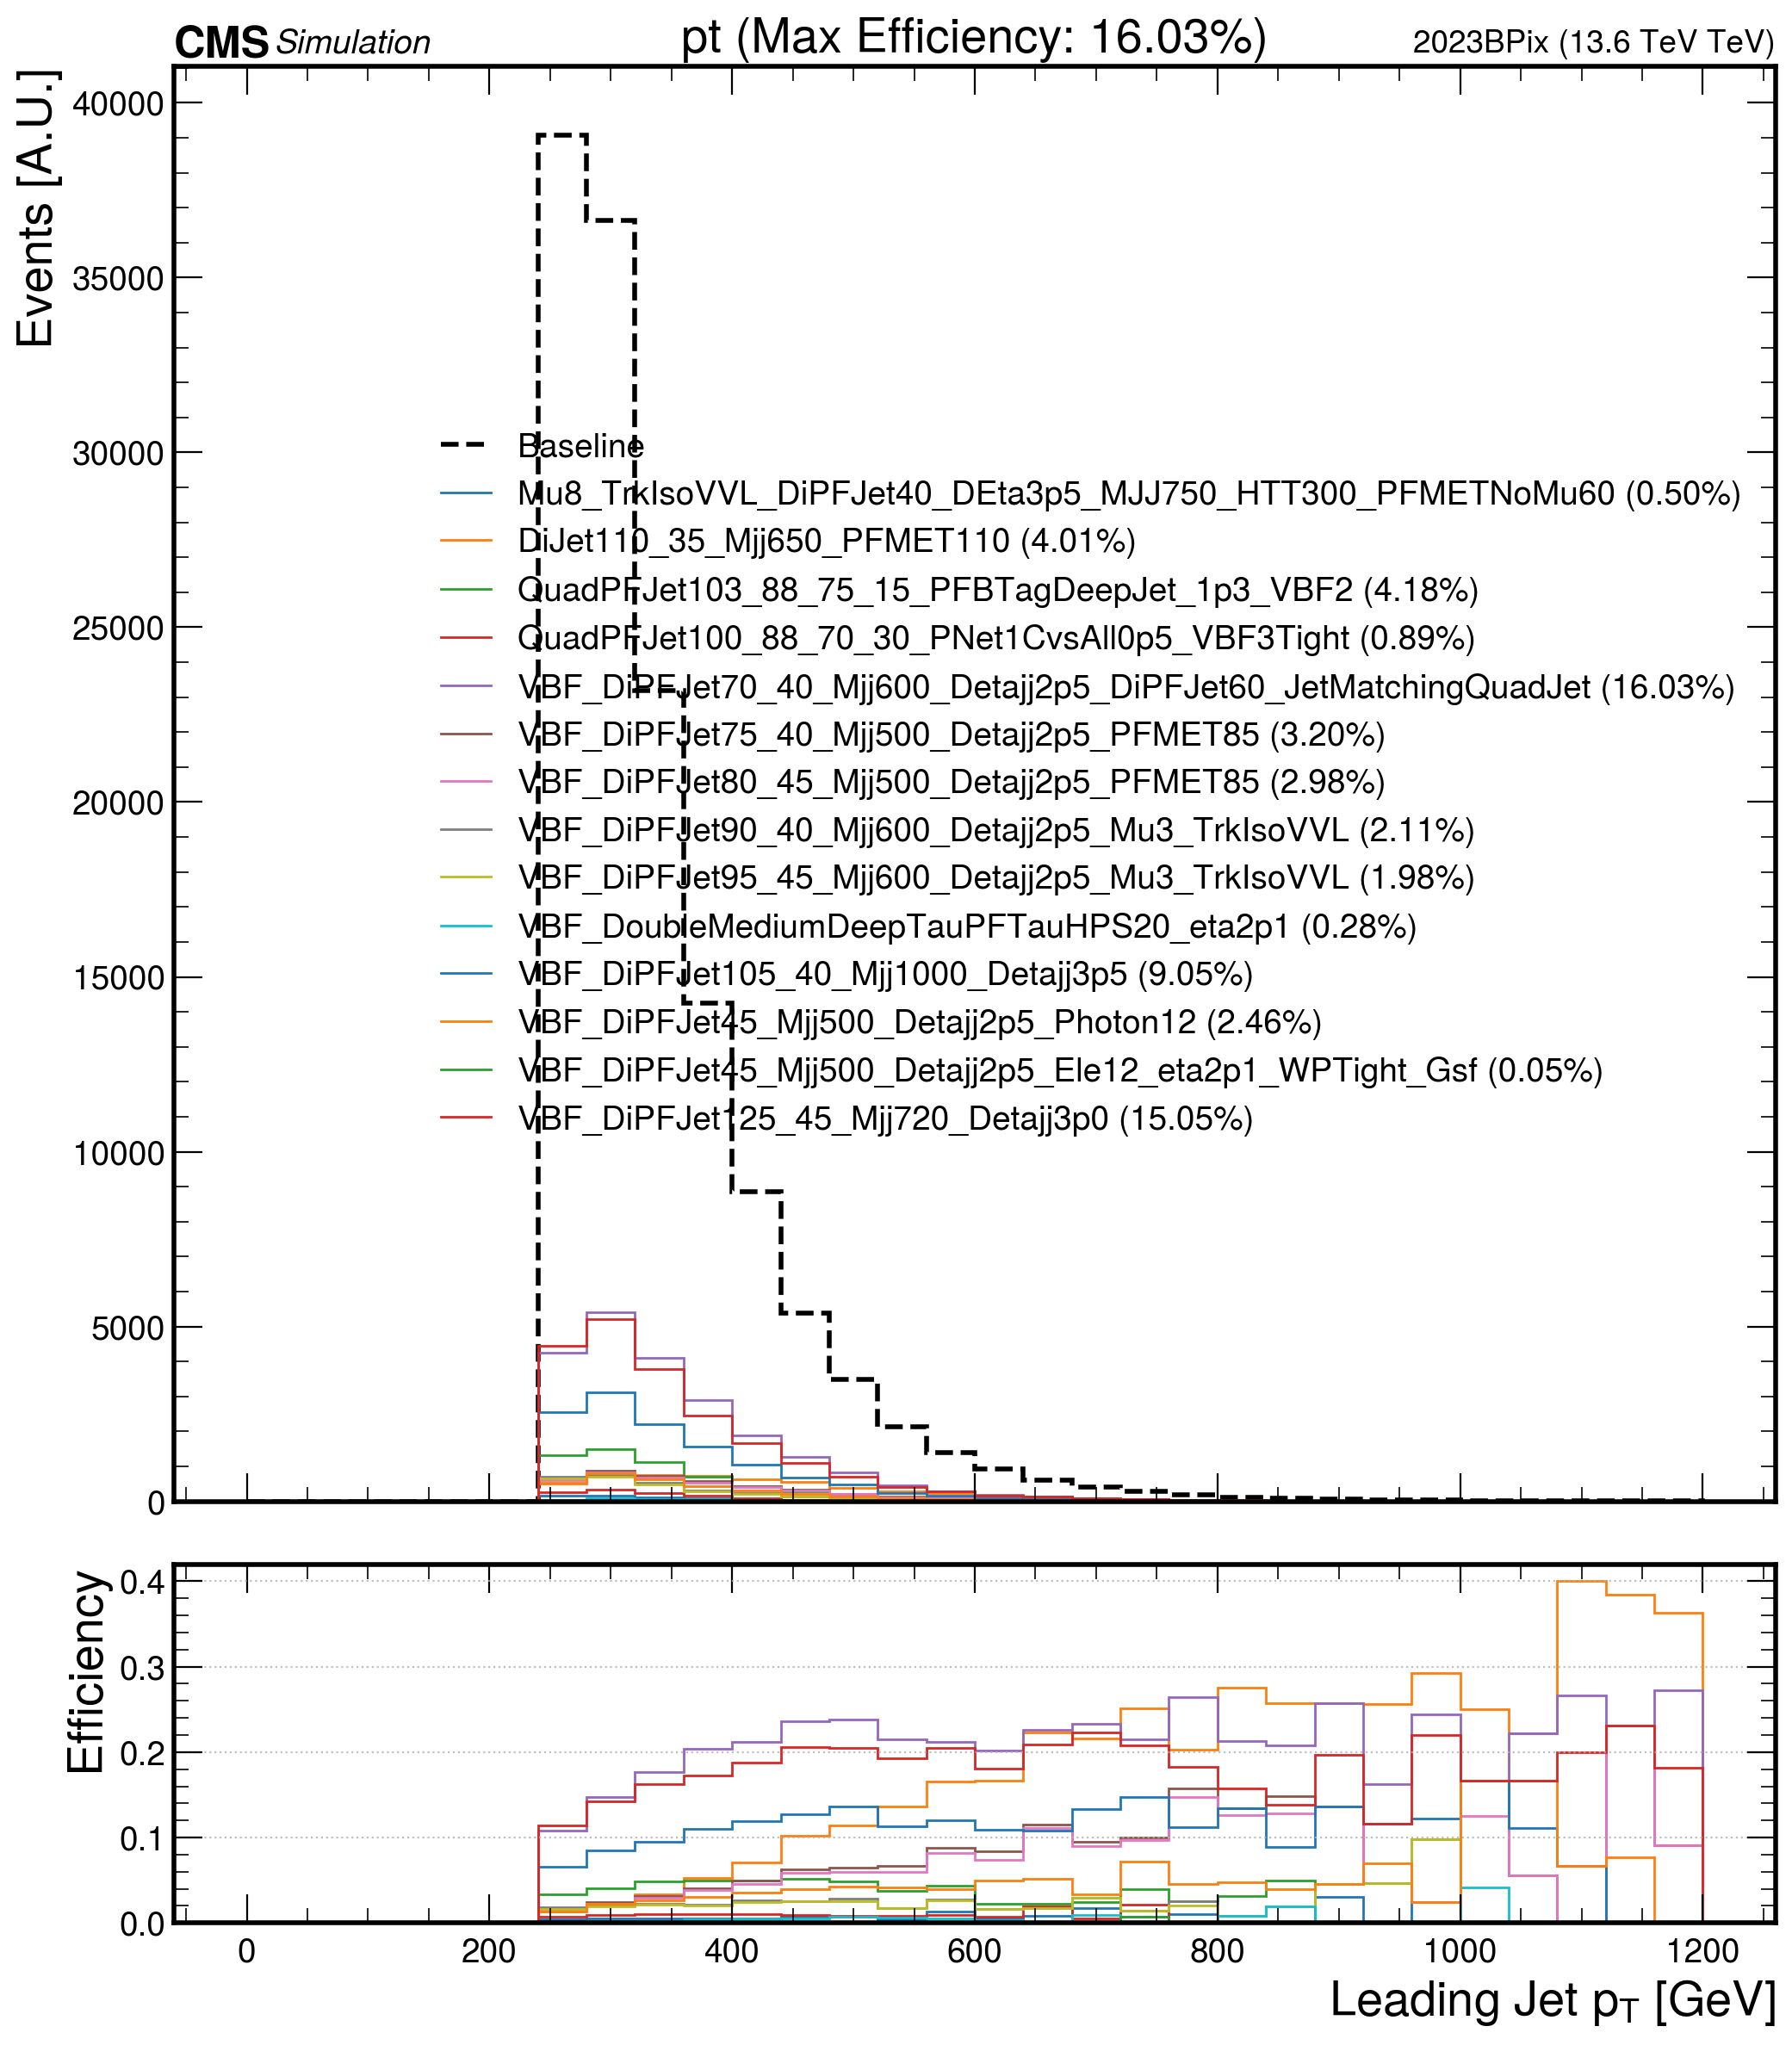 CMS Simulation pt (Max Efficiency: 16.03%) 2023BPix (13.6 TeV TeV)
Events [A.U.]
40000
35000
30000
25000
20000
15000
10000
5000
0
Baseline
Mu8_TrkIsoVVL_DiPFJet40_DEta3p5_MJJ750_HTT300_PFMETNoMu60 (0.50%)
DiJet110_35_Mjj650_PFMET110 (4.01%)
QuadPFJet103_88_75_15_PFBTagDeepJet_1p3_VBF2 (4.18%)
QuadPFJet100_88_70_30_PNet1CvsAll0p5_VBF3Tight (0.89%)
VBF_DiPFJet70_40_Mjj600_Detajj2p5_DiPFJet60_JetMatchingQuadJet (16.03%)
VBF_DiPFJet75_40_Mjj500_Detajj2p5_PFMET85 (3.20%)
VBF_DiPFJet80_45_Mjj500_Detajj2p5_PFMET85 (2.98%)
VBF_DiPFJet90_40_Mjj600_Detajj2p5_Mu3_TrkIsoVVL (2.11%)
VBF_DiPFJet95_45_Mjj600_Detajj2p5_Mu3_TrkIsoVVL (1.98%)
VBF_DoubleMediumDeepTauPFTauHPS20_eta2p1 (0.28%)
VBF_DiPFJet105_40_Mjj1000_Detajj3p5 (9.05%)
VBF_DiPFJet45_Mjj500_Detajj2p5_Photon12 (2.46%)
VBF_DiPFJet45_Mjj500_Detajj2p5_Ele12_eta2p1_WPTight_Gsf (0.05%)
VBF_DiPFJet125_45_Mjj720_Detajj3p0 (15.05%)
Efficiency
0.4
0.3
0.2
0.1
0.0
0 200 400 600 800 1000 1200
Leading Jet pT [GeV]